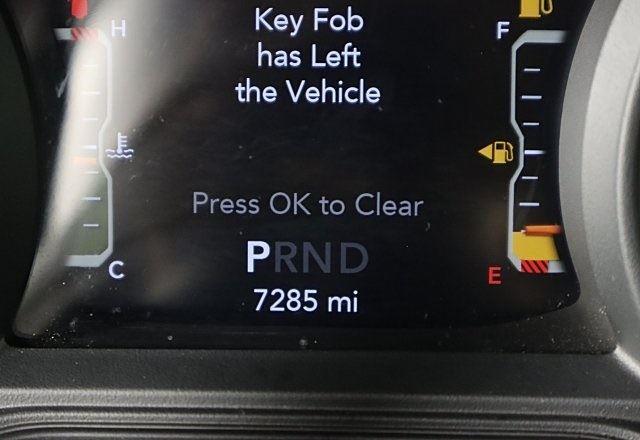 Key Fob
H F
has Left
the Vehicle
Press OK to Clear
PRND
C E
7285 mi